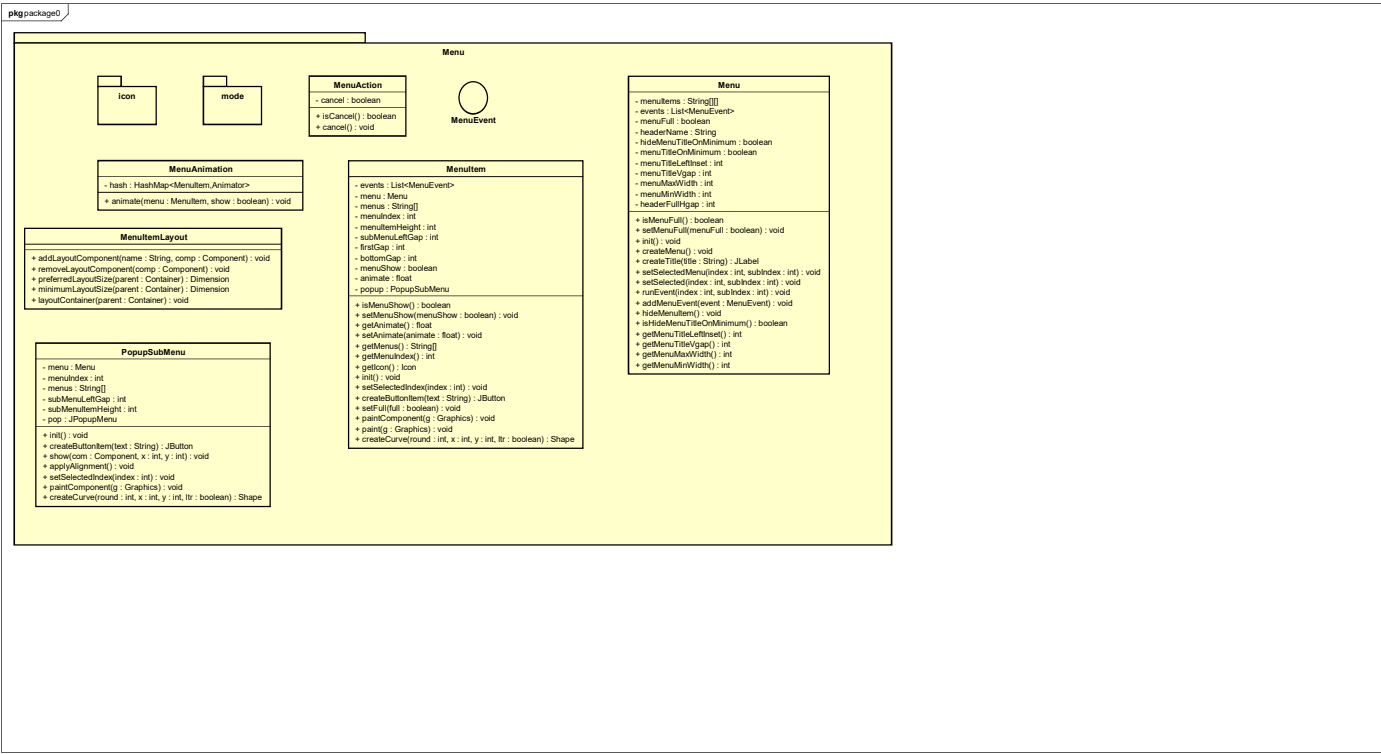 pkg package0
Menu
icon
mode
MenuAction
- cancel : boolean
+ isCancel() : boolean
+ cancel() : void
MenuEvent
Menu
- menuItems : String[][]
- events : List<MenuEvent>
- menuFull : boolean
- headerName : String
- hideMenuTitleOnMinimum : boolean
- menuTitleOnMinimum : boolean
- menuTitleLeftInset : int
- menuTitleVgap : int
- menuMaxWidth : int
- menuMinWidth : int
- headerFullHgap : int
+ isMenuFull() : boolean
+ setMenuFull(menuFull : boolean) : void
+ init() : void
+ createMenu() : void
+ createTitle(title : String) : JLabel
+ setSelectedMenu(index : int, subIndex : int) : void
+ setSelected(index : int, subIndex : int) : void
+ runEvent(index : int, subIndex : int) : void
+ addMenuEvent(event : MenuEvent) : void
+ hideMenuItem() : void
+ isHideMenuTitleOnMinimum() : boolean
+ getMenuTitleLeftInset() : int
+ getMenuTitleVgap() : int
+ getMenuMaxWidth() : int
+ getMenuMinWidth() : int
MenuAnimation
- hash : HashMap<MenuItem,Animator>
+ animate(menu : MenuItem, show : boolean) : void
MenuItem
- events : List<MenuEvent>
- menu : Menu
- menus : String[]
- menuIndex : int
- menuItemHeight : int
- subMenuLeftGap : int
- firstGap : int
- bottomGap : int
- menuShow : boolean
- animate : float
- popup : PopupSubMenu
+ isMenuShow() : boolean
+ setMenuShow(menuShow : boolean) : void
+ getAnimate() : float
+ setAnimate(animate : float) : void
+ getMenus() : String[]
+ getMenuIndex() : int
+ getIcon() : Icon
+ init() : void
+ setSelectedIndex(index : int) : void
+ createButtonItem(text : String) : JButton
+ setFull(full : boolean) : void
+ paintComponent(g : Graphics) : void
+ paint(g : Graphics) : void
+ createCurve(round : int, x : int, y : int, ltr : boolean) : Shape
MenuItemLayout
+ addLayoutComponent(name : String, comp : Component) : void
+ removeLayoutComponent(comp : Component) : void
+ preferredLayoutSize(parent : Container) : Dimension
+ minimumLayoutSize(parent : Container) : Dimension
+ layoutContainer(parent : Container) : void
PopupSubMenu
- menu : Menu
- menuIndex : int
- menus : String[]
- subMenuLeftGap : int
- subMenuItemHeight : int
- pop : JPopupMenu
+ init() : void
+ createButtonItem(text : String) : JButton
+ show(com : Component, x : int, y : int) : void
+ applyAlignment() : void
+ setSelectedIndex(index : int) : void
+ paintComponent(g : Graphics) : void
+ createCurve(round : int, x : int, y : int, ltr : boolean) : Shape